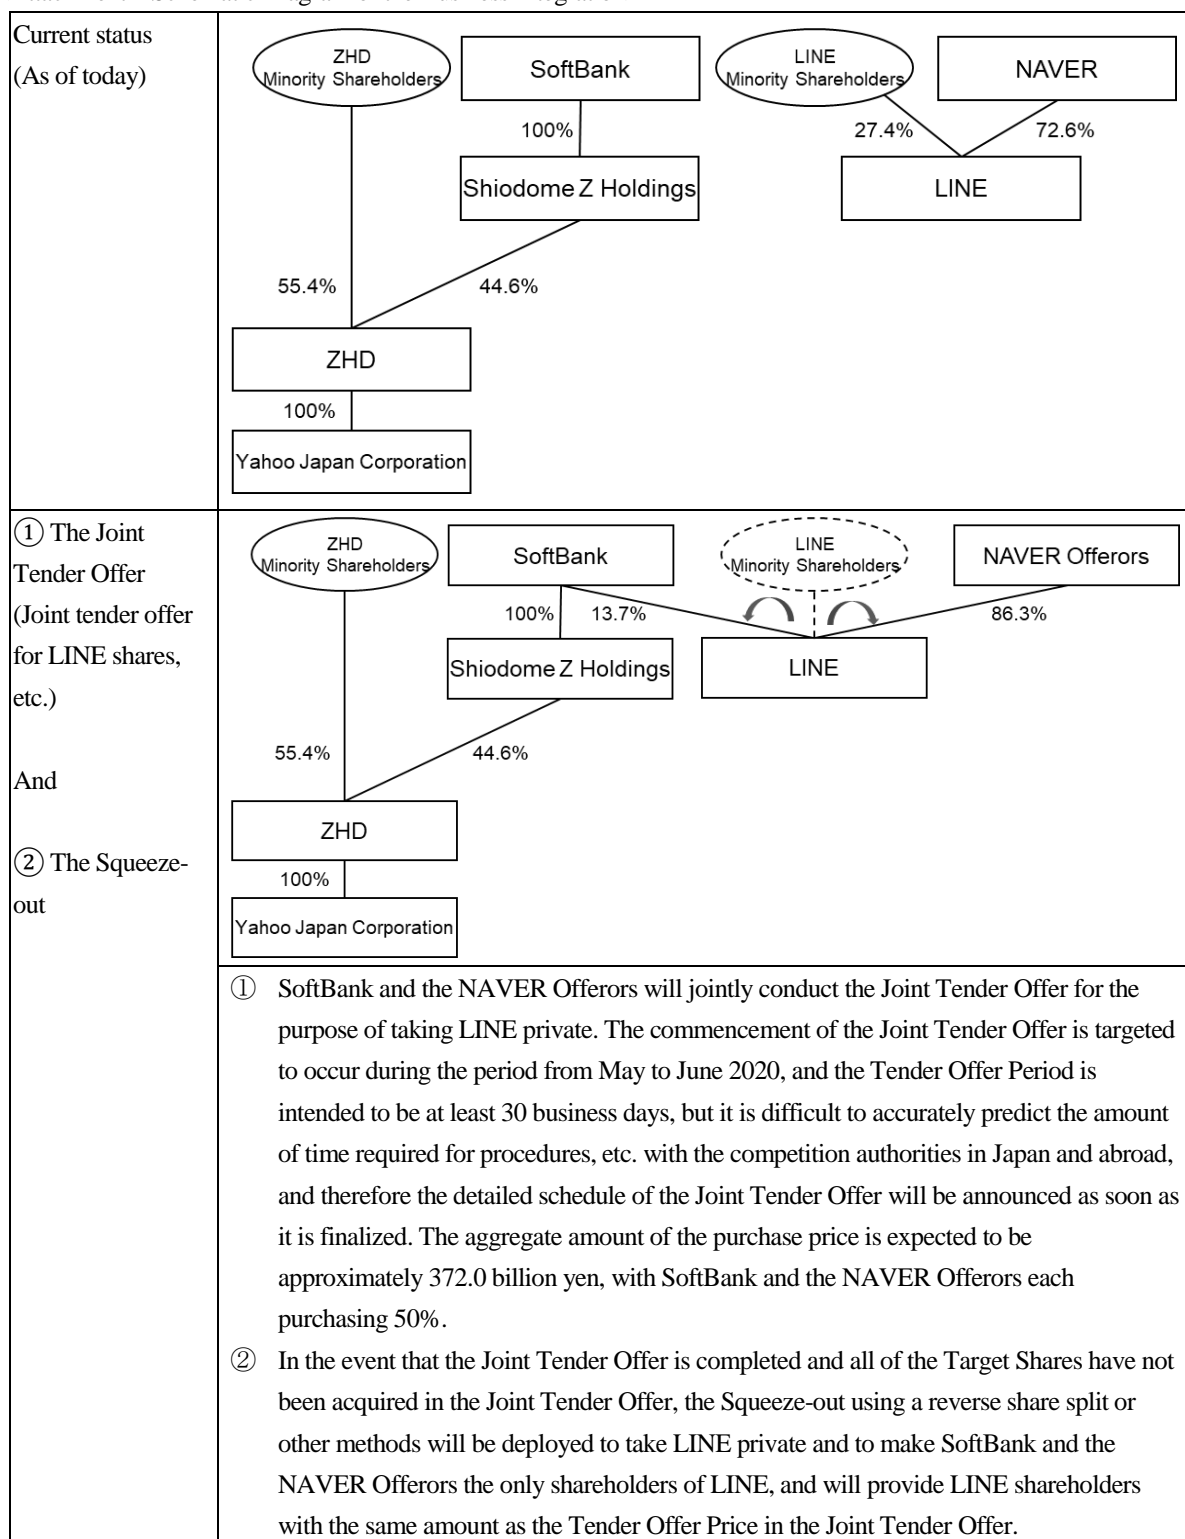 Current status
(As of today)
ZHD
Minority Shareholders
SoftBank
LINE
Minority Shareholders
NAVER
100%
27.4%
72.6%
Shiodome Z Holdings
LINE
55.4%
44.6%
ZHD
100%
Yahoo Japan Corporation
① The Joint
Tender Offer
(Joint tender offer
for LINE shares,
etc.)
And
② The Squeeze-
out
ZHD
Minority Shareholders
SoftBank
LINE
Minority Shareholders
NAVER Offerors
100%
13.7%
86.3%
Shiodome Z Holdings
LINE
55.4%
44.6%
ZHD
100%
Yahoo Japan Corporation
① SoftBank and the NAVER Offerors will jointly conduct the Joint Tender Offer for the
purpose of taking LINE private. The commencement of the Joint Tender Offer is targeted
to occur during the period from May to June 2020, and the Tender Offer Period is
intended to be at least 30 business days, but it is difficult to accurately predict the amount
of time required for procedures, etc. with the competition authorities in Japan and abroad,
and therefore the detailed schedule of the Joint Tender Offer will be announced as soon as
it is finalized. The aggregate amount of the purchase price is expected to be
approximately 372.0 billion yen, with SoftBank and the NAVER Offerors each
purchasing 50%.
② In the event that the Joint Tender Offer is completed and all of the Target Shares have not
been acquired in the Joint Tender Offer, the Squeeze-out using a reverse share split or
other methods will be deployed to take LINE private and to make SoftBank and the
NAVER Offerors the only shareholders of LINE, and will provide LINE shareholders
with the same amount as the Tender Offer Price in the Joint Tender Offer.